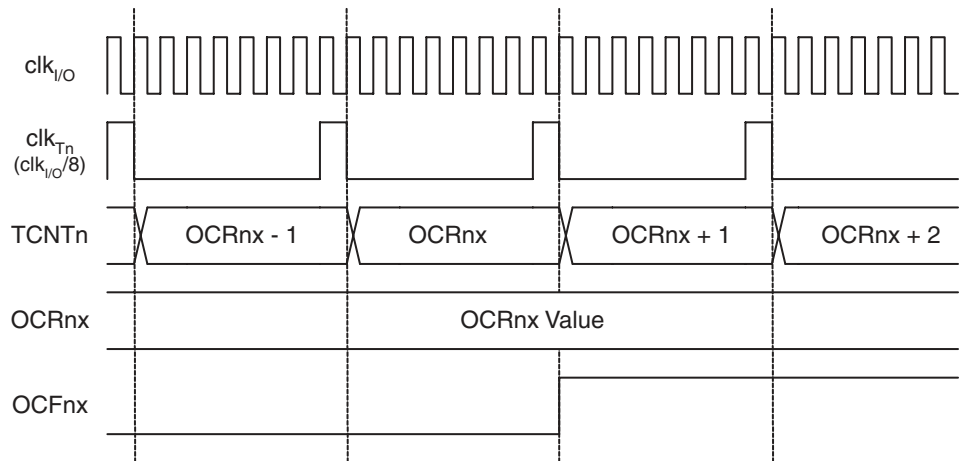 clkI/O
clkTn
(clkI/O/8)
TCNTn
OCRnx - 1
OCRnx
OCRnx + 1
OCRnx + 2
OCRnx
OCRnx Value
OCFnx